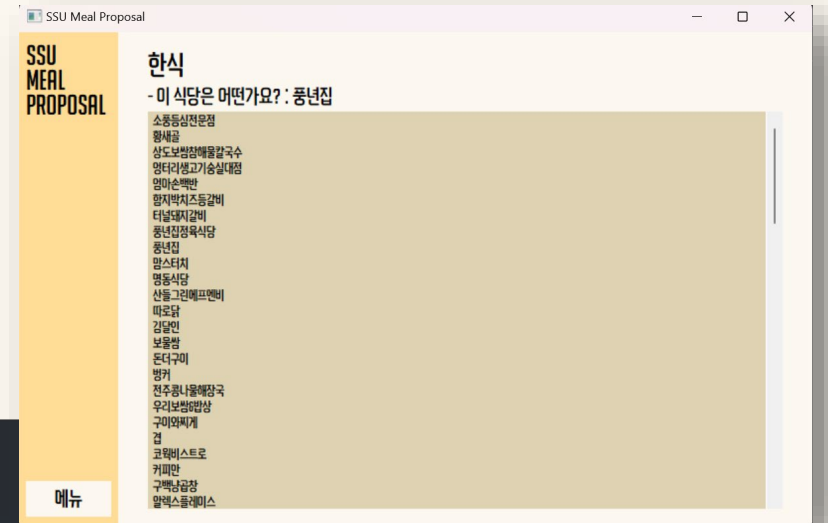 SSU Meal Proposal
SSU
MEAL
PROPOSAL
한식
- 이 식당은 어떤가요? : 풍년집
소풍등심전문점
황새골
상도보쌈참해물칼국수
멍터리생고기숭실대점
엄마손백반
함지박치즈등갈비
터널돼지갈비
풍년집정육식당
풍년집
맘스터치
명동식당
산들그린에프엔비
따로닭
김달인
보물쌈
돈더구이
벙커
전주콩나물해장국
우리보쌈&밥상
구이와찌게
겹
코웍비스트로
커피만
구백냥곱창
알렉스플레이스
메뉴